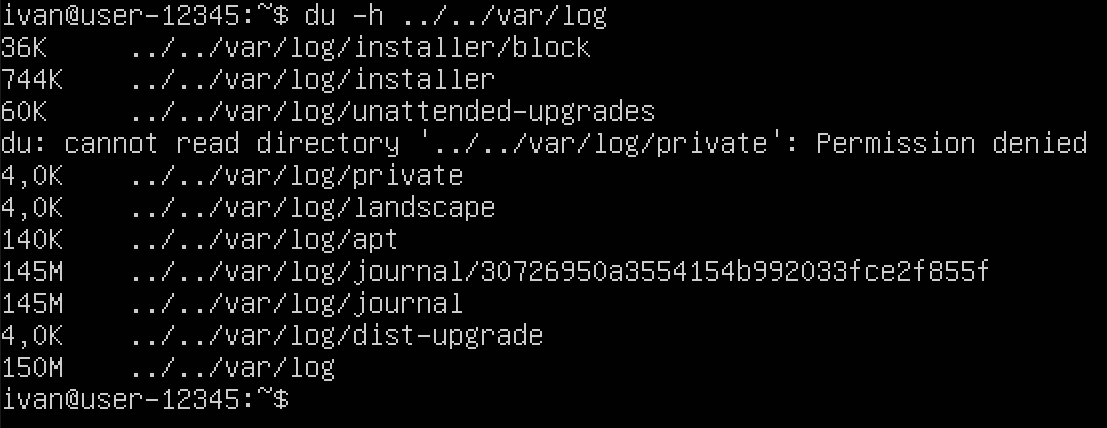 ivan@user-12345:~$ du -h ../../var/log
36K     ../../var/log/installer/block
744K    ../../var/log/installer
60K     ../../var/log/unattended-upgrades
du: cannot read directory '../../var/log/private': Permission denied
4,0K    ../../var/log/private
4,0K    ../../var/log/landscape
140K    ../../var/log/apt
145M    ../../var/log/journal/30726950a3554154b992033fce2f855f
145M    ../../var/log/journal
4,0K    ../../var/log/dist-upgrade
150M    ../../var/log
ivan@user-12345:~$